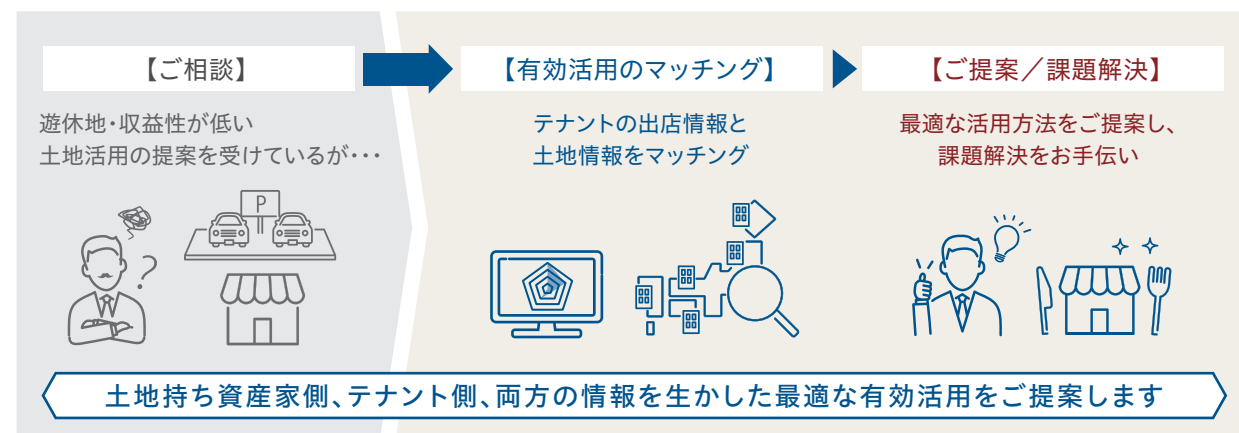 【ご相談】
遊休地・収益性が低い
土地活用の提案を受けているが・・・
P
?
【有効活用のマッチング】
テナントの出店情報と
土地情報をマッチング
【ご提案／課題解決】
最適な活用方法をご提案し、
課題解決をお手伝い
土地持ち資産家側、テナント側、両方の情報を生かした最適な有効活用をご提案します